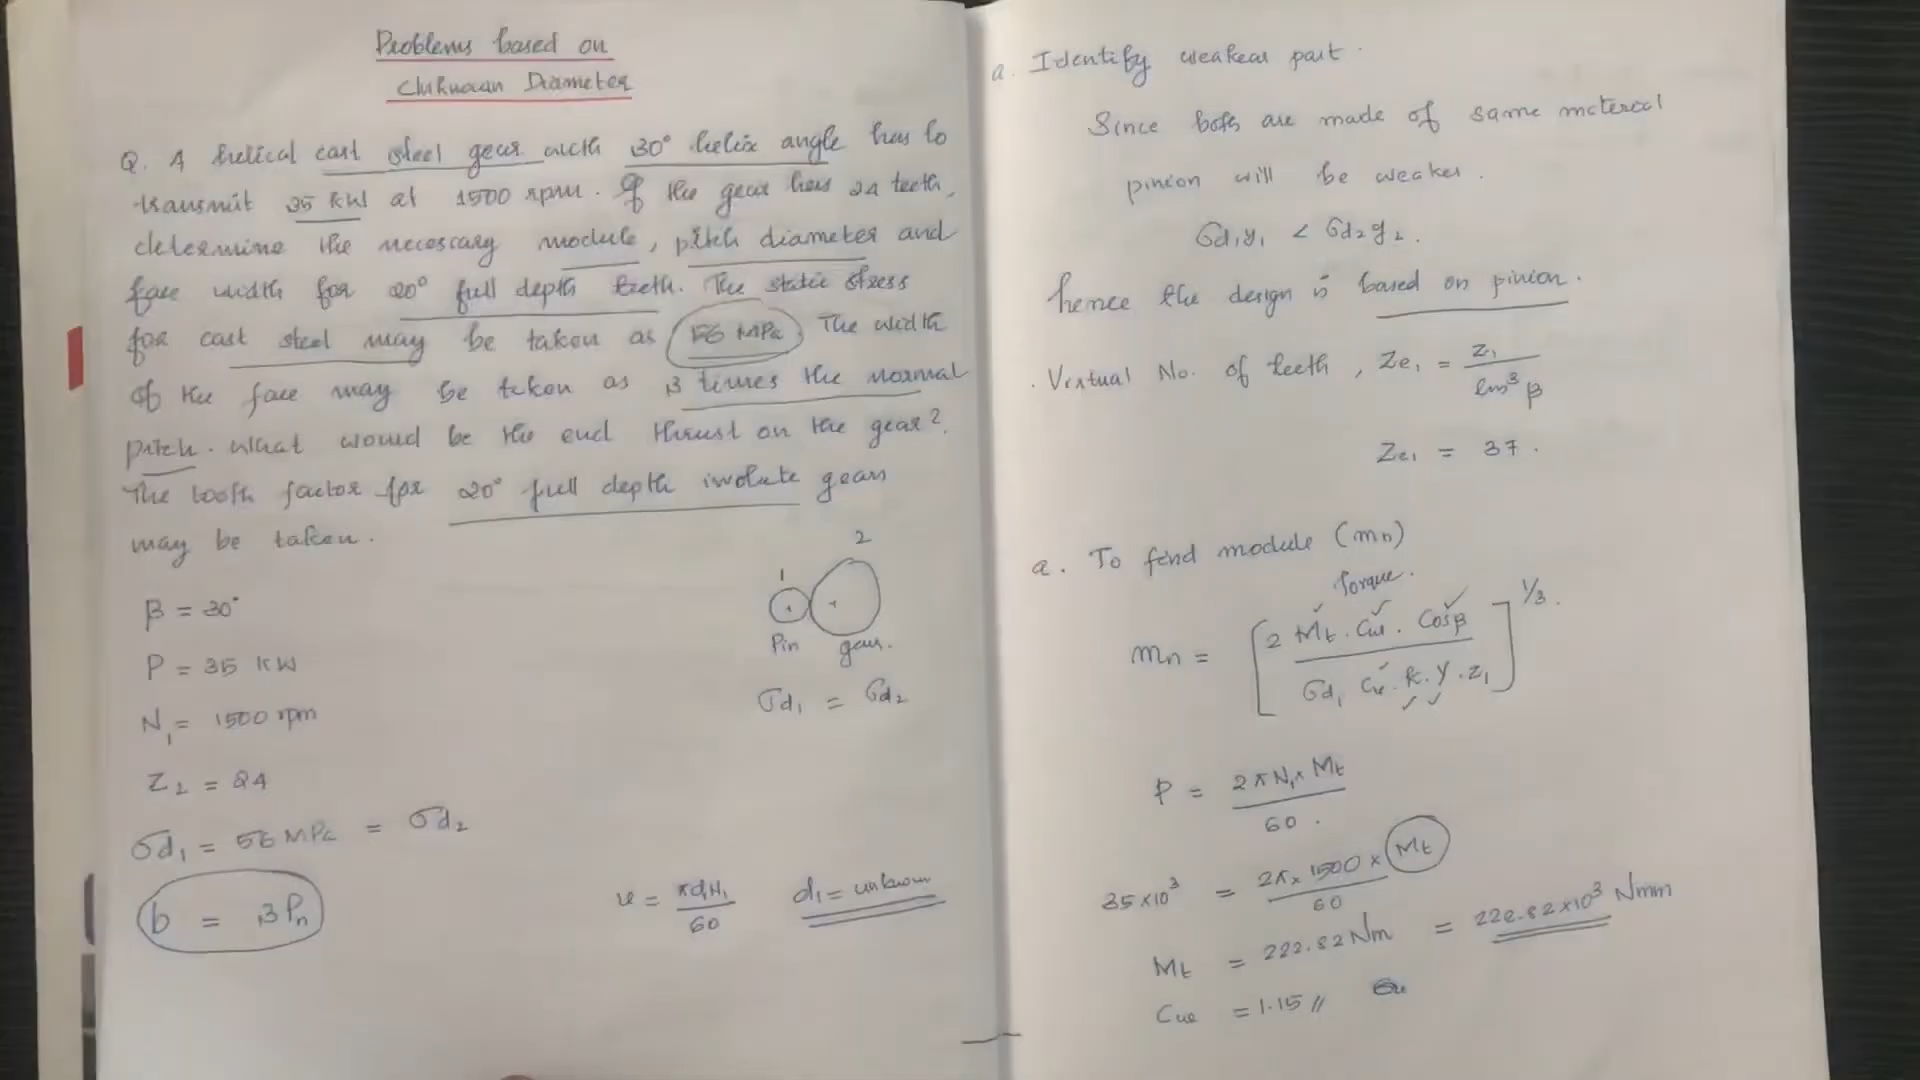 Problems based on
Unknown Diameter
Q. A helical cast steel gear with 30° helix angle has to
transmit 35 kW at 1500 rpm. If the gear has 24 teeth,
determine the necessary module, pitch diameter and
face width for 20° full depth teeth. The static stress
for cast steel may be taken as 56 MPa The width
of the face may be taken as 3 times the normal
pitch. What would be the end thrust on the gear?
The tooth factor for 20° full depth involute gears
may be taken.
1 2
Pin gear.
β = 30°
P = 35 KW
N₁ = 1500 rpm
Z₂ = 24
σd₁ = 56 MPa = σd₂
b = 3Pn
σd₁ = σd₂
v = πd₁N₁/60 d₁ = unknown
a. Identify weaker part.
Since both are made of same material
pinion will be weaker.
σd₁y₁ < σd₂y₂.
hence the design is based on pinion.
. Virtual No. of teeth, Ze₁ = Z₁/cos³β
Ze₁ = 37.
a. To find module (mn)
Torque.
mn = [2 Mt. Cw. Cosβ / σd₁ Cv. K. Y. Z₁]^1/3.
P = 2πN₁×Mt/60.
35×10³ = 2π×1500×Mt/60
Mt = 222.82 Nm = 222.82×10³ Nmm
Cw = 1.15 //